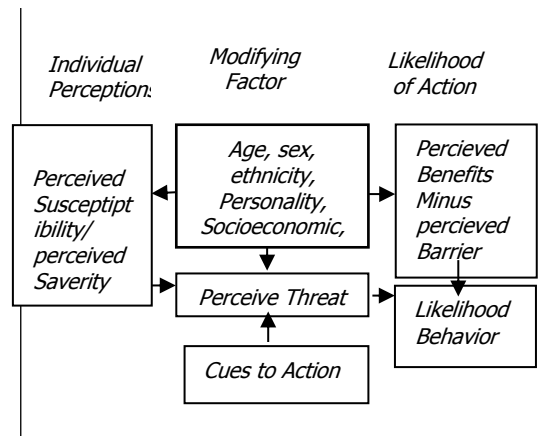 Individual
Perceptions
Modifying
Factor
Likelihood
of Action
Perceived
Susceptipt
ibility/
perceived
Saverity
Age, sex,
ethnicity,
Personality,
Socioeconomic,
Percieved
Benefits
Minus
percieved
Barrier
Perceive Threat
Likelihood
Behavior
Cues to Action